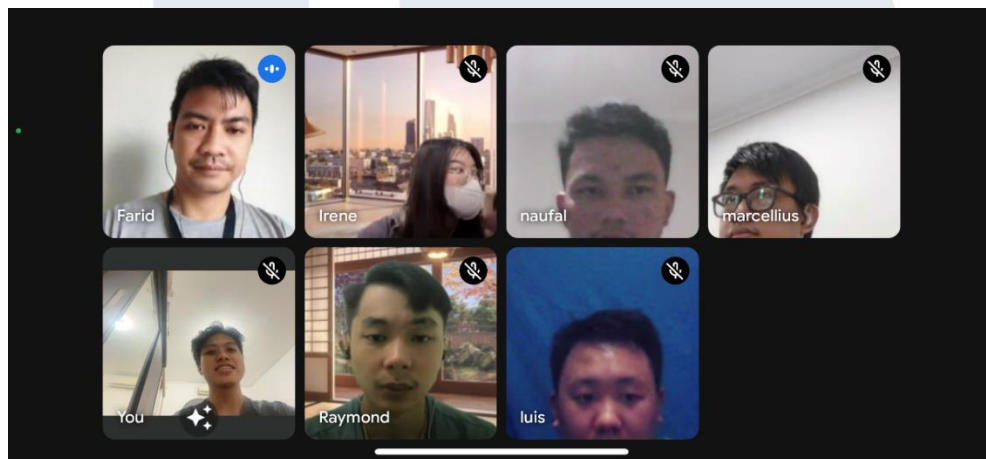 Farid
Irene
naufal
marcellius
You
Raymond
luis